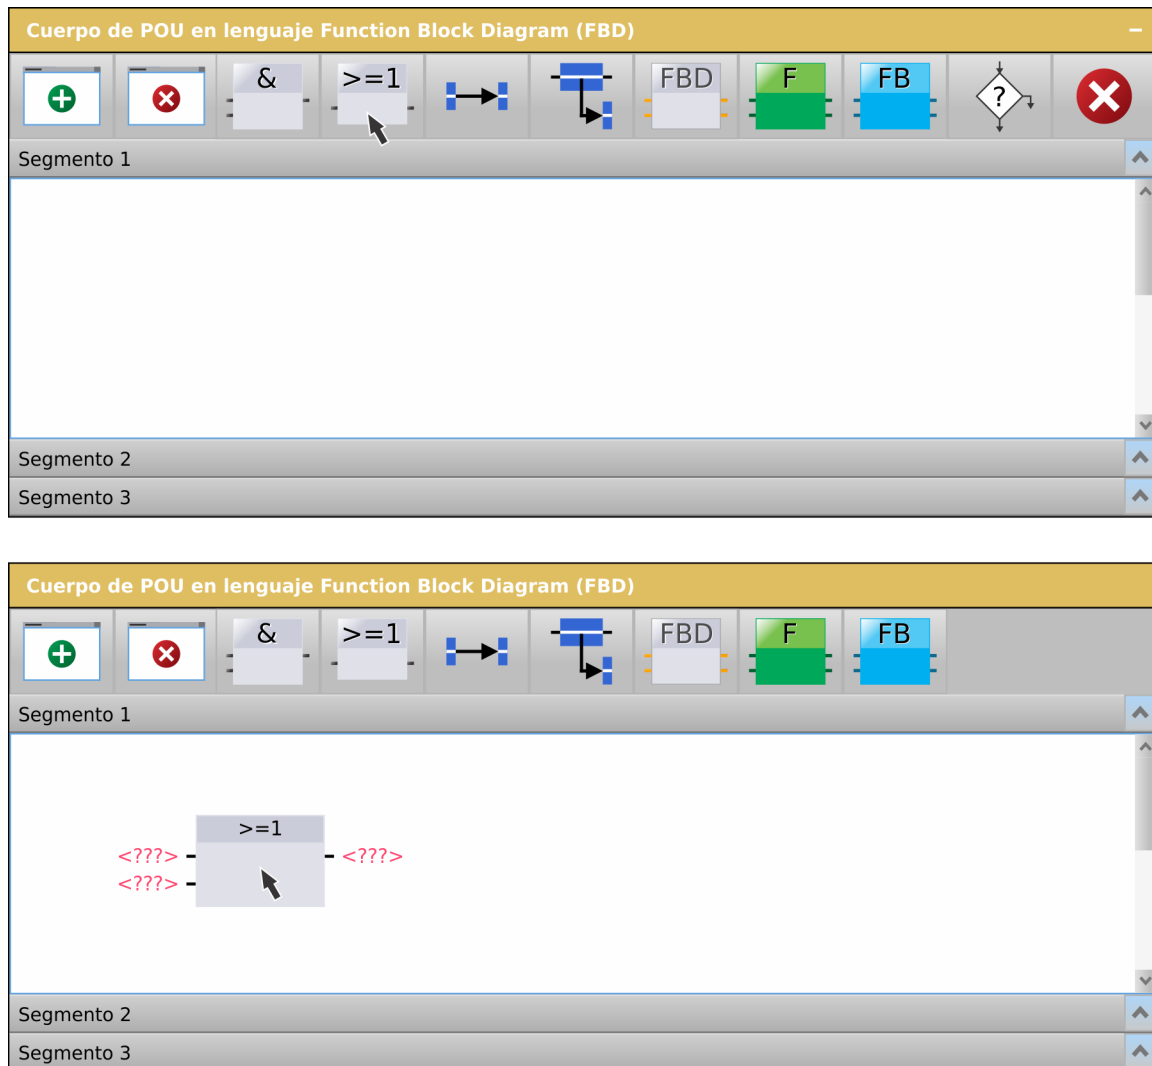 Cuerpo de POU en lenguaje Function Block Diagram (FBD)
& >=1 FBD F FB ?
Segmento 1
Segmento 2
Segmento 3
Cuerpo de POU en lenguaje Function Block Diagram (FBD)
& >=1 FBD F FB
Segmento 1
>=1
<???> <???>
<???>
Segmento 2
Segmento 3